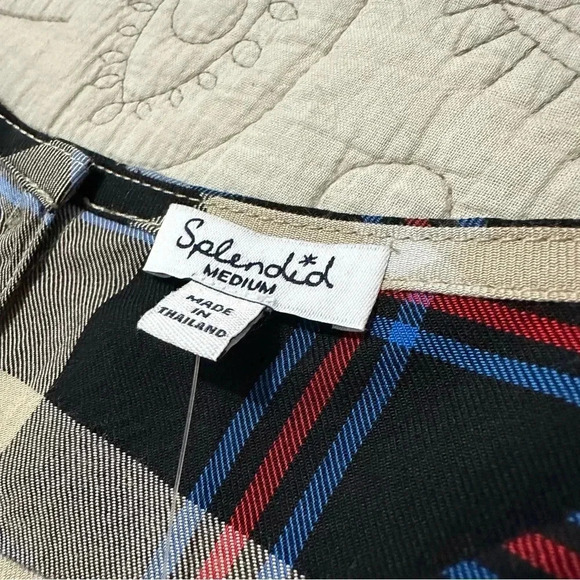 Splendid
MEDIUM
MADE
IN
THAILAND